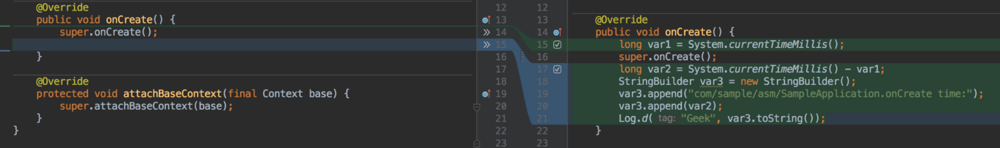 @Override
public void onCreate() {
super.onCreate();
}
@Override
protected void attachBaseContext(final Context base) {
super.attachBaseContext(base);
}
}
12 12
13 13
14 14
15 15
16 16
17 17
18 18
19 19
20 20
21 21
22 22
23 23
@Override
public void onCreate() {
long var1 = System.currentTimeMillis();
super.onCreate();
long var2 = System.currentTimeMillis() - var1;
StringBuilder var3 = new StringBuilder();
var3.append("com/sample/asm/SampleApplication.onCreate time:");
var3.append(var2);
Log.d( tag: "Geek", var3.toString());
}